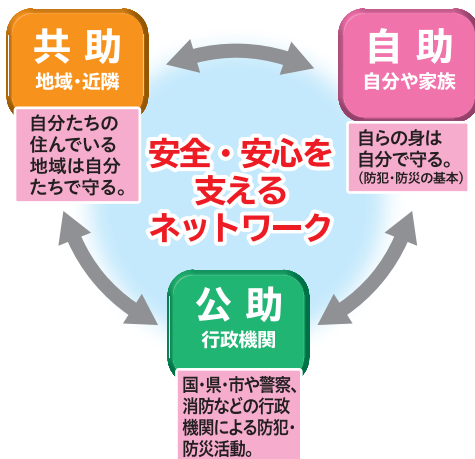 共助
地域・近隣
自分たちの
住んでいる
地域は自分
たちで守る。
自助
自分や家族
自らの身は
自分で守る。
（防犯・防災の基本）
安全・安心を
支える
ネットワーク
公助
行政機関
国・県・市や警察、
消防などの行政
機関による防犯・
防災活動。